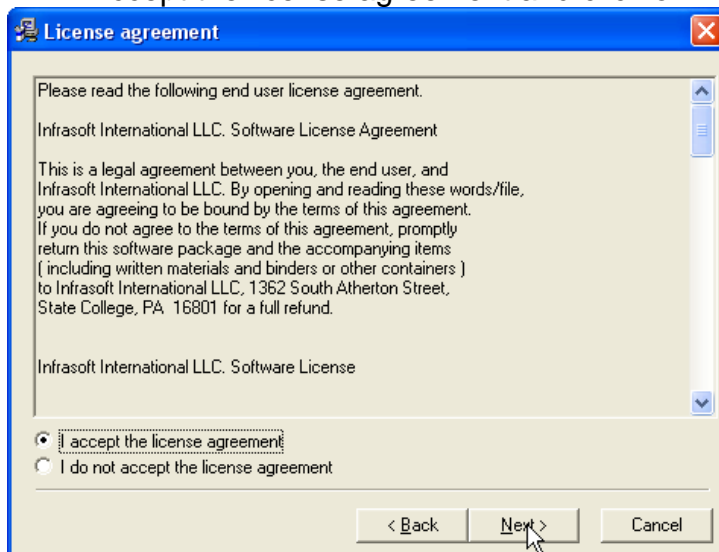 License agreement
Please read the following end user license agreement.
Infrasoft International LLC. Software License Agreement
This is a legal agreement between you, the end user, and
Infrasoft International LLC. By opening and reading these words/file,
you are agreeing to be bound by the terms of this agreement.
If you do not agree to the terms of this agreement, promptly
return this software package and the accompanying items
( including written materials and binders or other containers )
to Infrasoft International LLC, 1362 South Atherton Street,
State College, PA  16801 for a full refund.
Infrasoft International LLC. Software License
I accept the license agreement
I do not accept the license agreement
< Back Next > Cancel